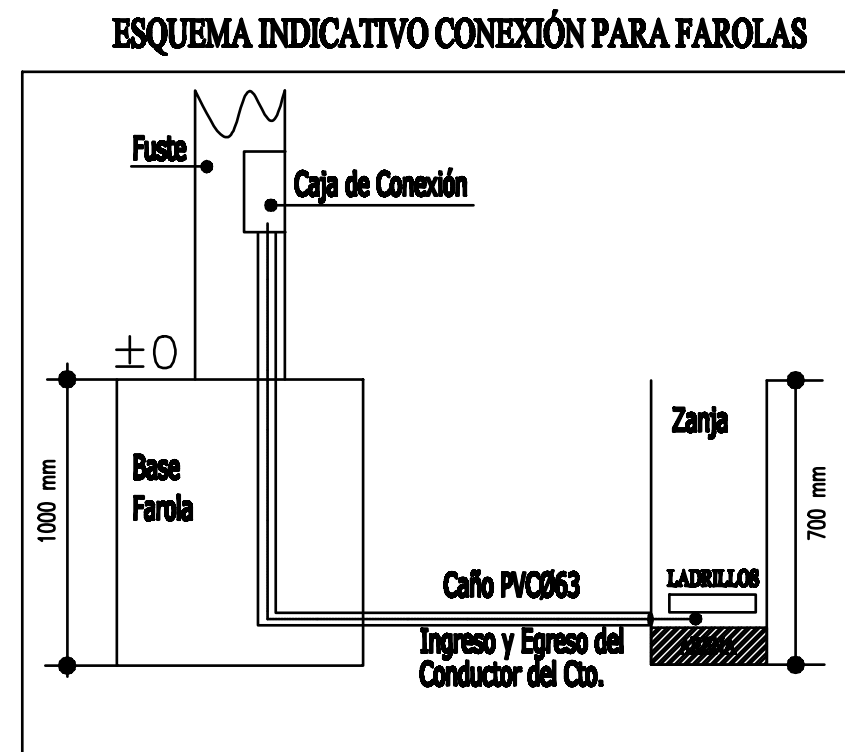 ESQUEMA INDICATIVO CONEXIÓN PARA FAROLAS
Fuste
Caja de Conexión
±0
Zanja
Base
Farola
1000 mm
700 mm
Caño PVCØ63
LADRILLOS
Ingreso y Egreso del
Conductor del Cto.